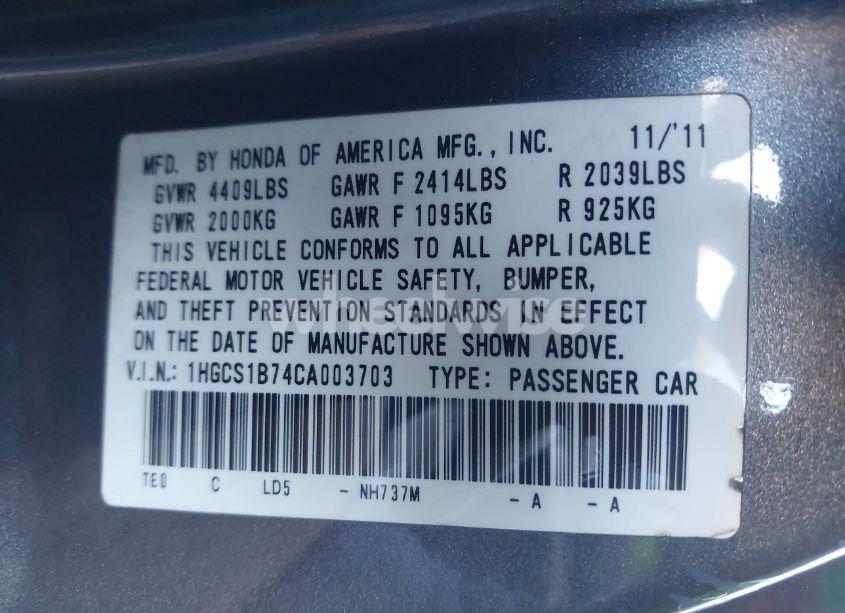 MFD. BY HONDA OF AMERICA MFG., INC. 11/'11
GVWR 4409LBS GAWR F 2414LBS R 2039LBS
GVWR 2000KG GAWR F 1095KG R 925KG
THIS VEHICLE CONFORMS TO ALL APPLICABLE
FEDERAL MOTOR VEHICLE SAFETY, BUMPER,
AND THEFT PREVENTION STANDARDS IN EFFECT
ON THE DATE OF MANUFACTURE SHOWN ABOVE.
V.I.N.: 1HGCS1B74CA003703 TYPE: PASSENGER CAR
TE0 C LD5 - NH737M - A - A
wheelwise